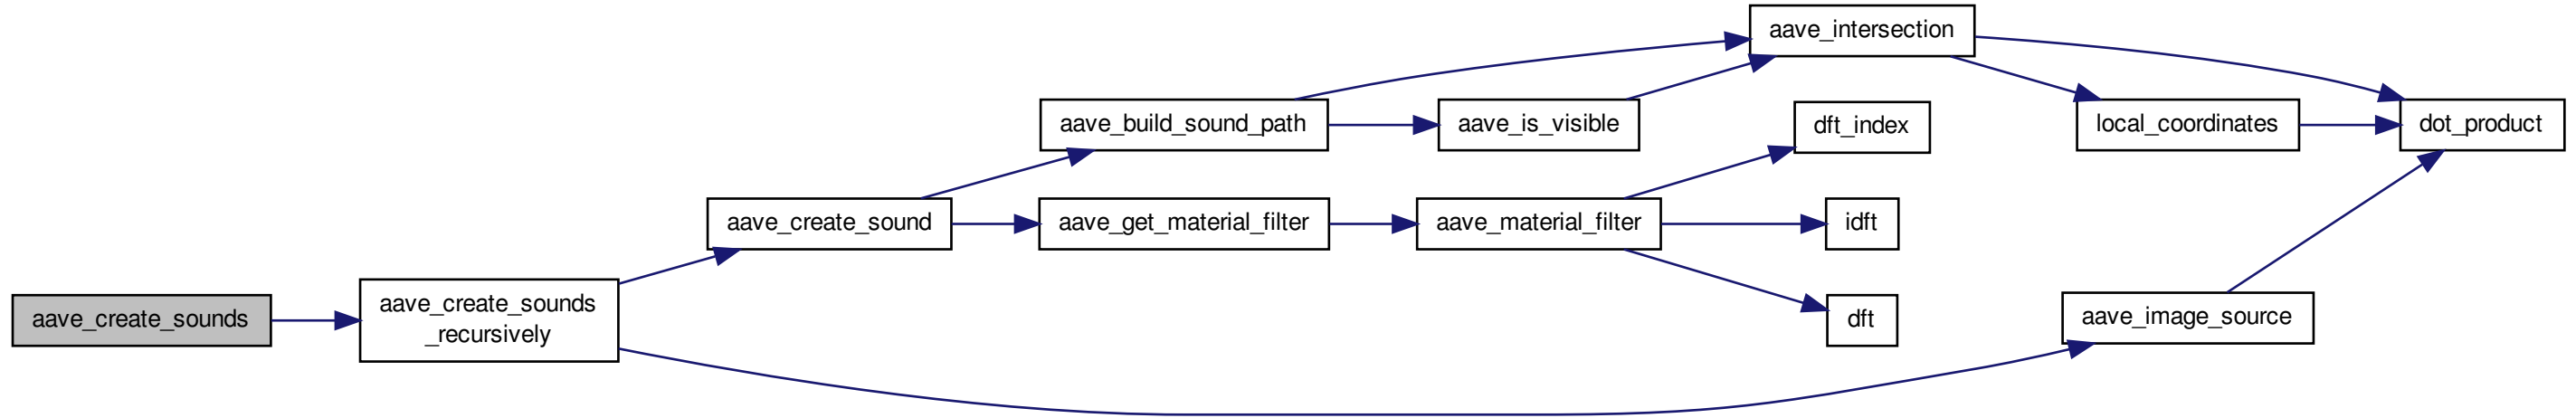 aave_create_sounds
aave_create_sounds
_recursively
aave_create_sound
aave_build_sound_path
aave_get_material_filter
aave_is_visible
aave_material_filter
aave_intersection
dft_index
idft
dft
local_coordinates
aave_image_source
dot_product